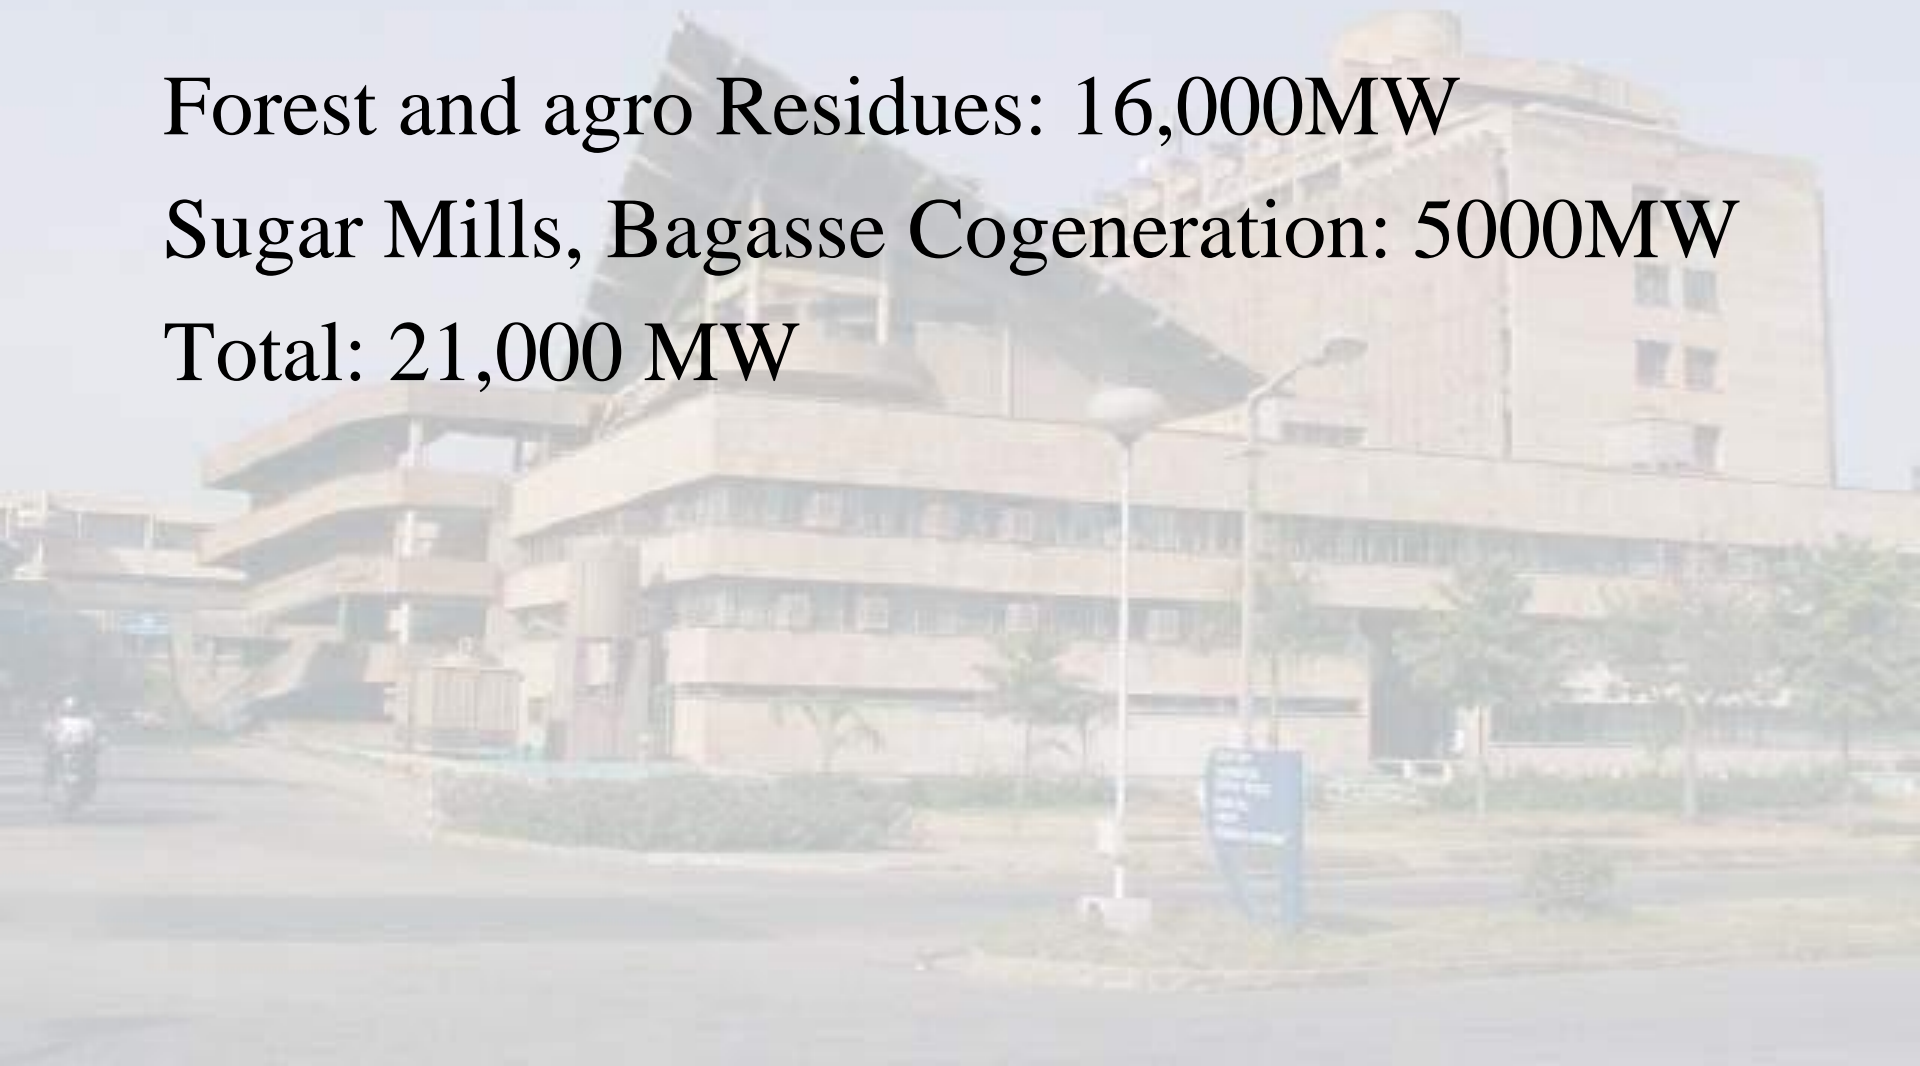 Forest and agro Residues: 16,000MW
Sugar Mills, Bagasse Cogeneration: 5000MW
Total: 21,000 MW